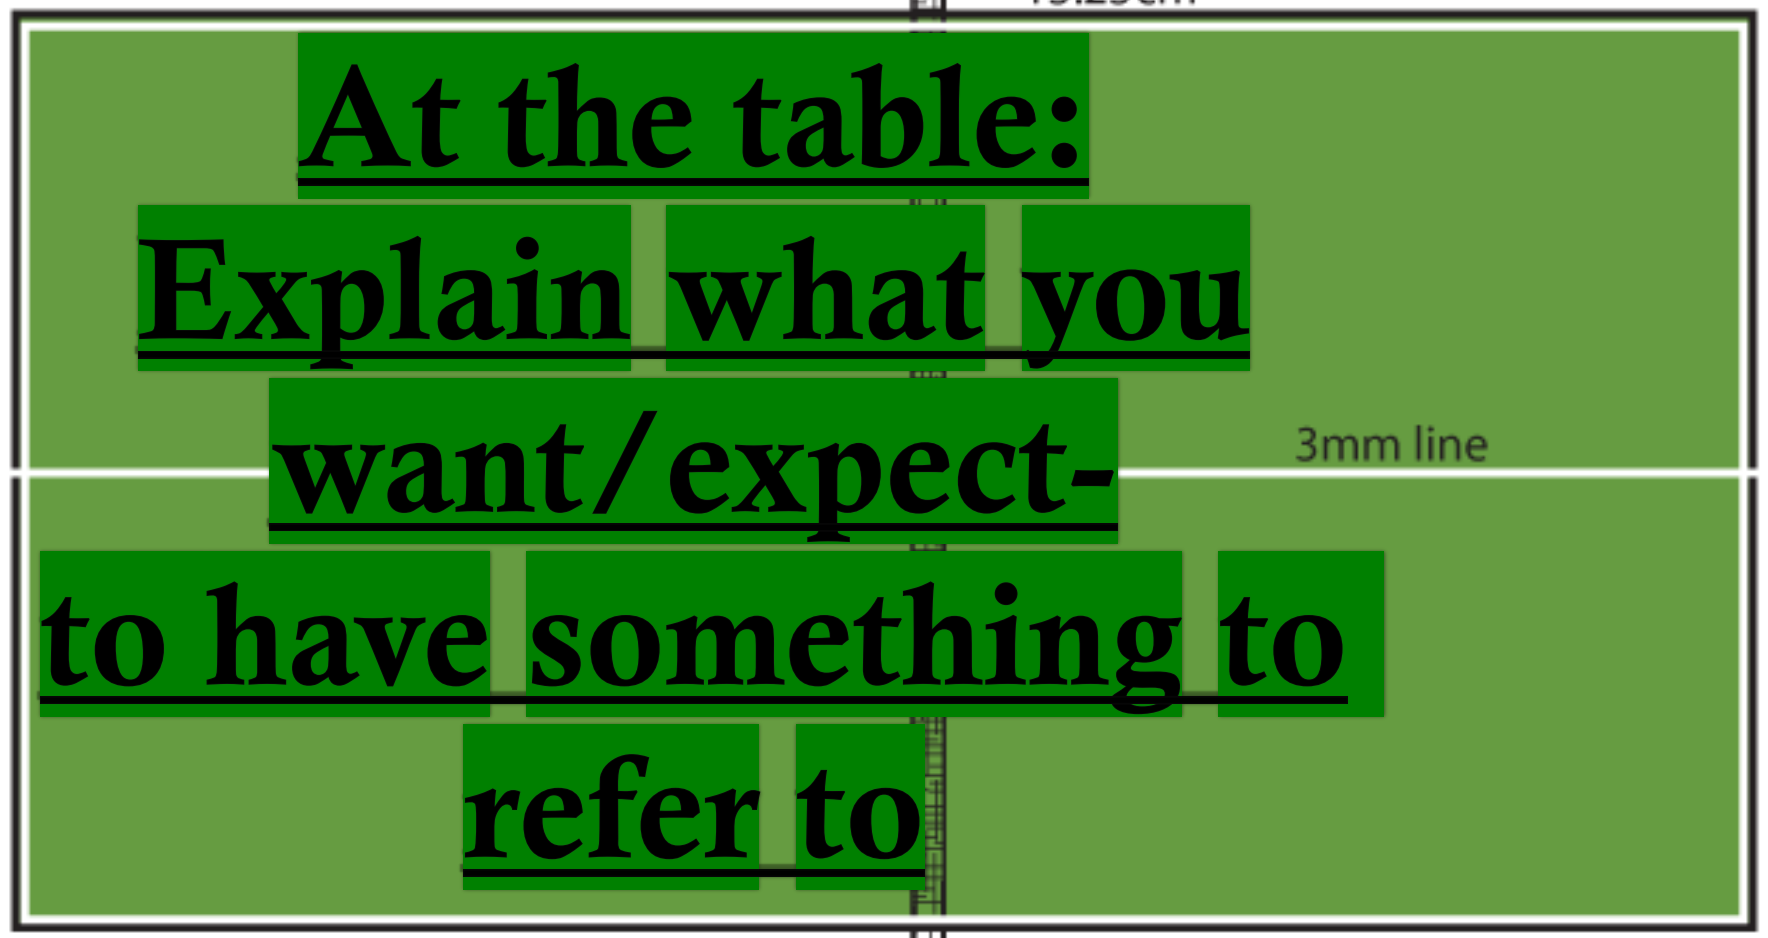 At the table:
Explain what you
want/expect-
3mm line
to have something to
refer to